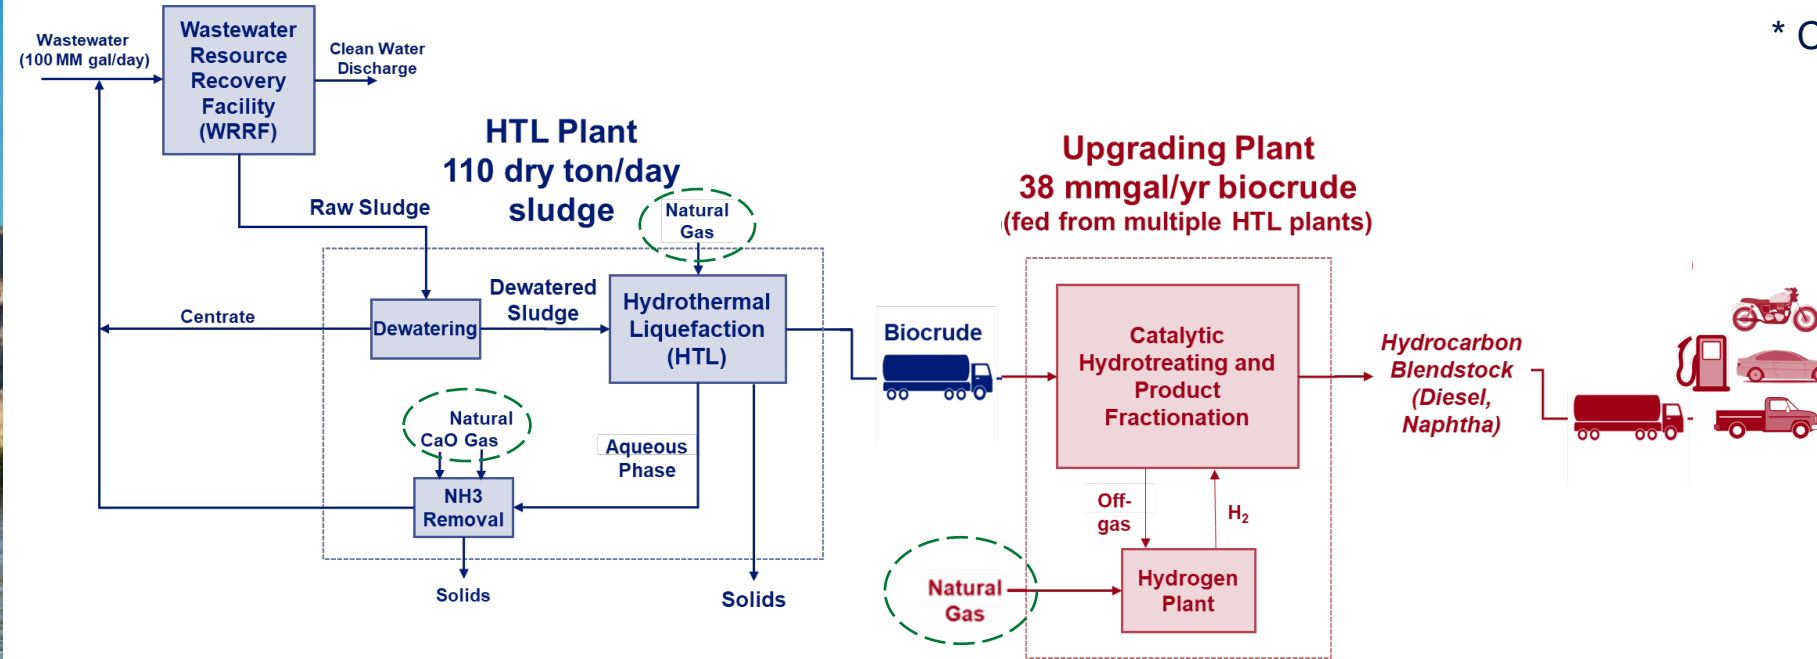 * C
Wastewater
(100 MM gal/day)
Wastewater
Resource
Recovery
Facility
(WRRF)
Clean Water
Discharge
HTL Plant
110 dry ton/day
sludge
Raw Sludge
Natural
Gas
Upgrading Plant
38 mmgal/yr biocrude
(fed from multiple HTL plants)
Centrate
Dewatering
Dewatered
Sludge
Hydrothermal
Liquefaction
(HTL)
Biocrude
Catalytic
Hydrotreating and
Product
Fractionation
Hydrocarbon
Blendstock
(Diesel,
Naphtha)
Natural
CaO Gas
Aqueous
Phase
NH3
Removal
Solids
Solids
Off-
gas
H₂
Natural
Gas
Hydrogen
Plant